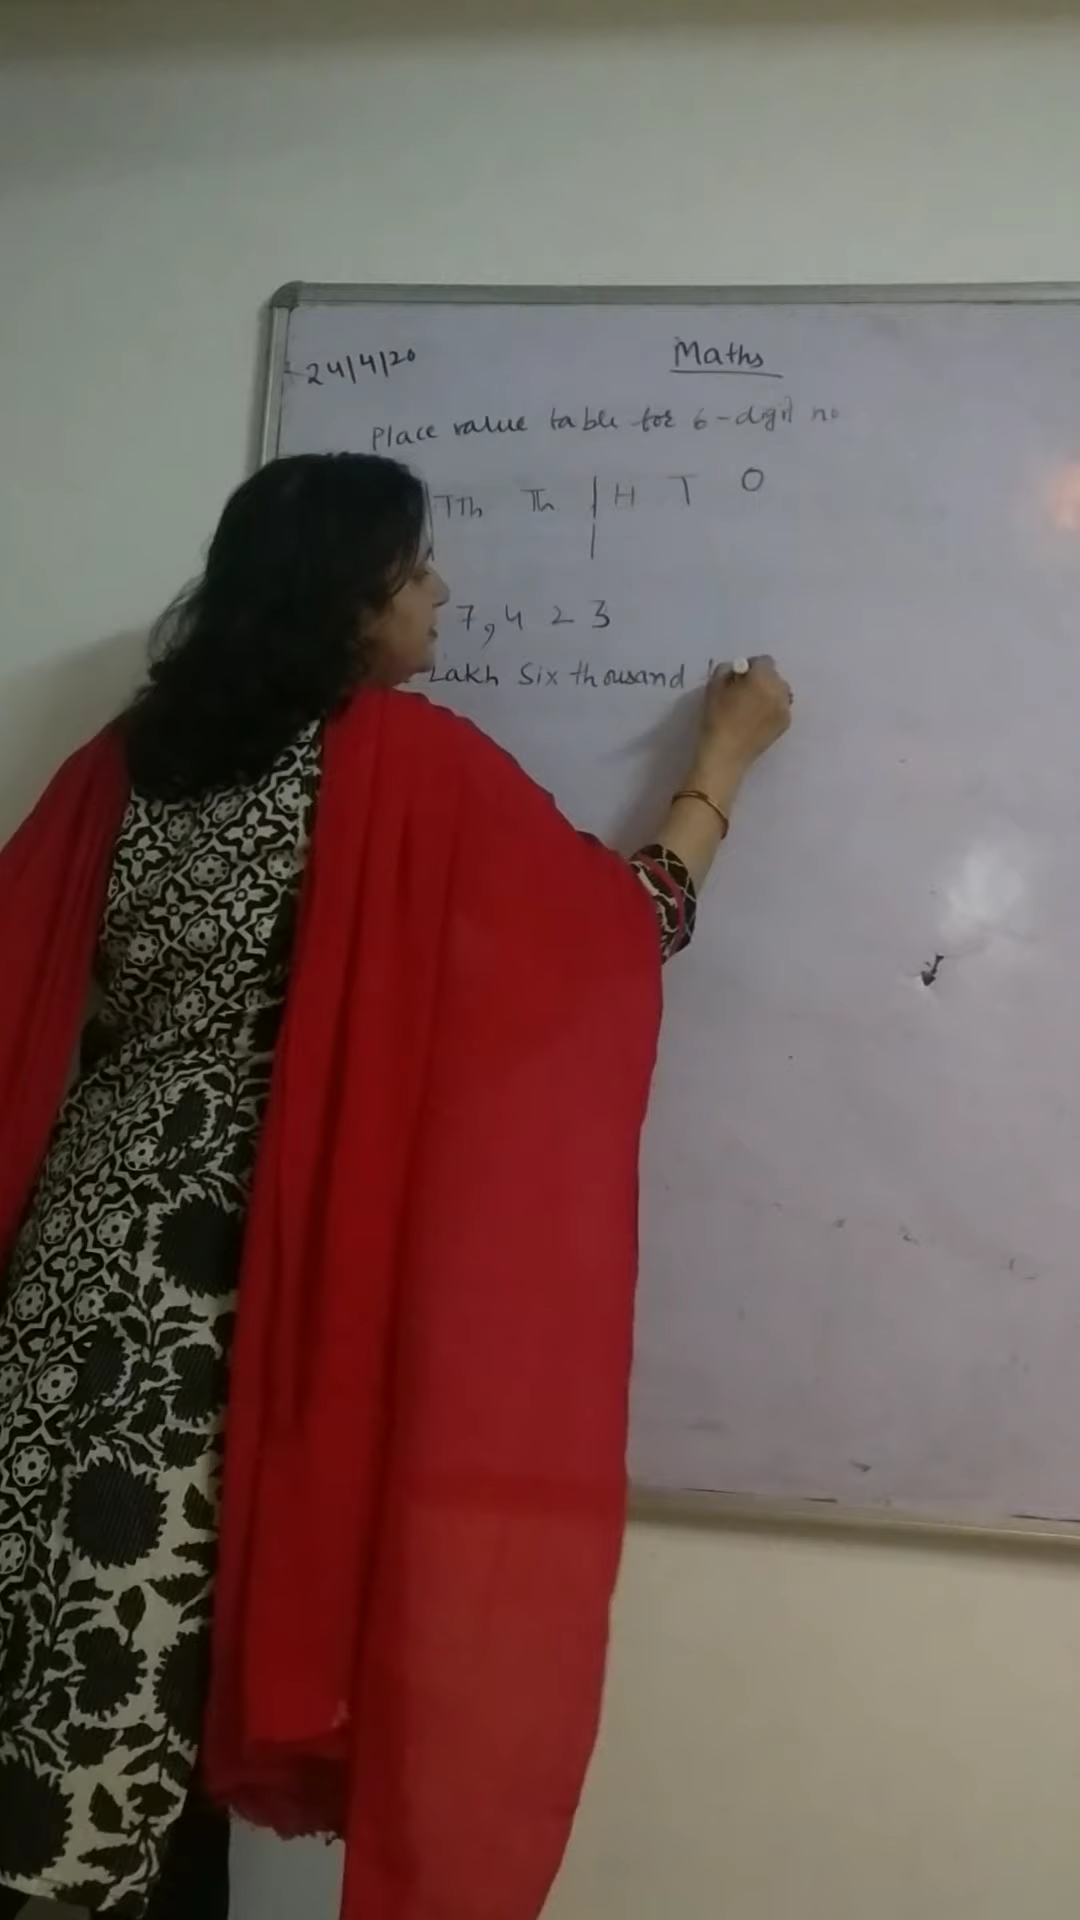 24/4/20
Maths
Place value table for 6-digit no
TTh Th | H T O
7,4 2 3
Lakh Six thousand